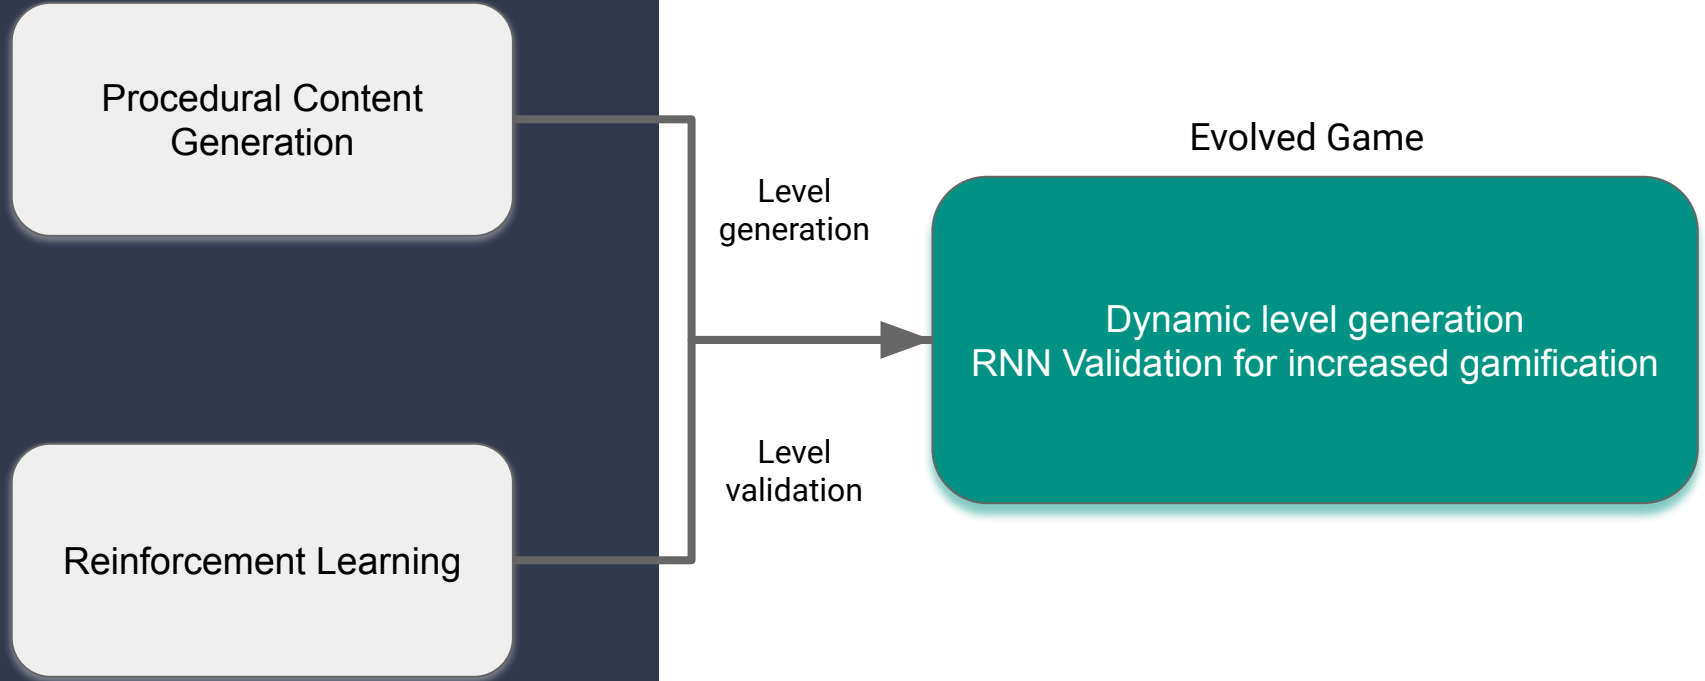 Procedural Content
Generation
Reinforcement Learning
Level
generation
Level
validation
Evolved Game
Dynamic level generation
RNN Validation for increased gamification